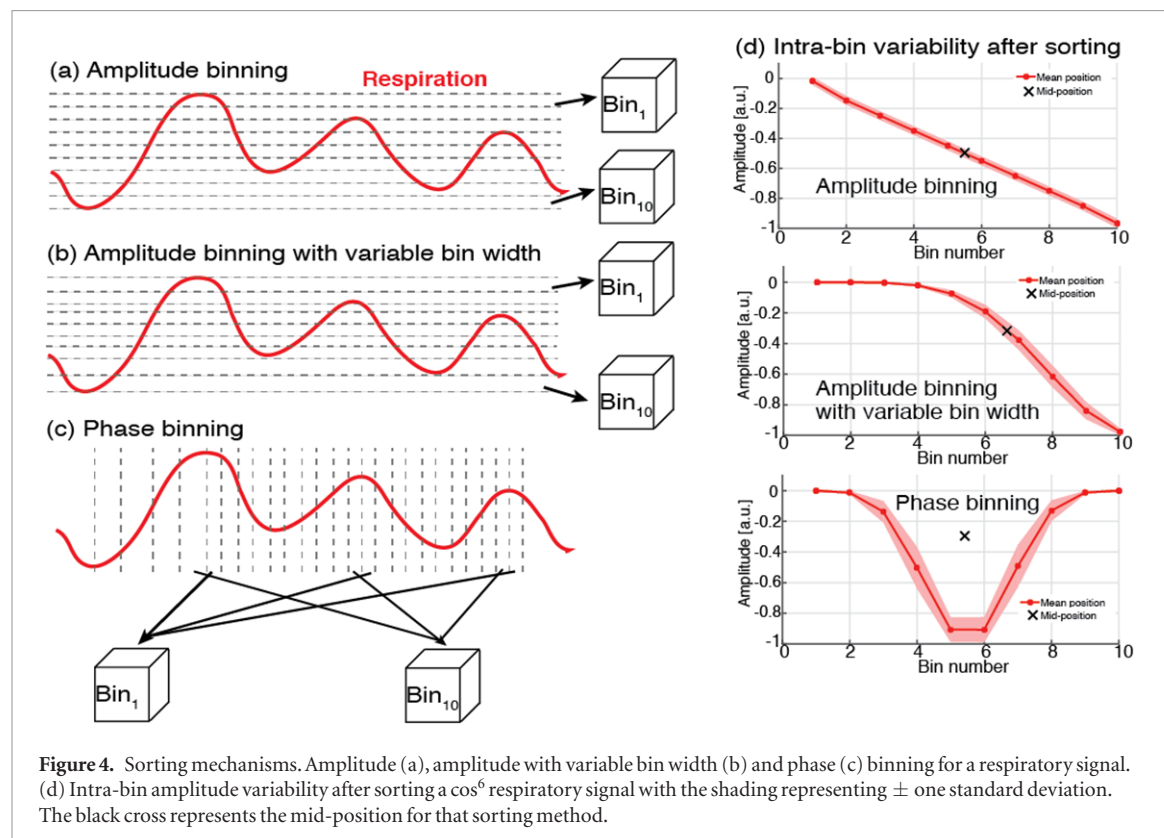 (a) Amplitude binning
Respiration
Bin1
Bin10
(b) Amplitude binning with variable bin width
Bin1
Bin10
(c) Phase binning
Bin1
Bin10
(d) Intra-bin variability after sorting
Amplitude [a.u.]
0
-0.2
-0.4
-0.6
-0.8
-1
Mean position
Mid-position
Amplitude binning
0 2 4 6 8 10
Bin number
Amplitude [a.u.]
0
-0.2
-0.4
-0.6
-0.8
-1
Mean position
Mid-position
Amplitude binning
with variable bin width
0 2 4 6 8 10
Bin number
Amplitude [a.u.]
0
-0.2
-0.4
-0.6
-0.8
-1
Phase binning
Mean position
Mid-position
0 2 4 6 8 10
Bin number
Figure 4. Sorting mechanisms. Amplitude (a), amplitude with variable bin width (b) and phase (c) binning for a respiratory signal.
(d) Intra-bin amplitude variability after sorting a cos⁶ respiratory signal with the shading representing ± one standard deviation.
The black cross represents the mid-position for that sorting method.